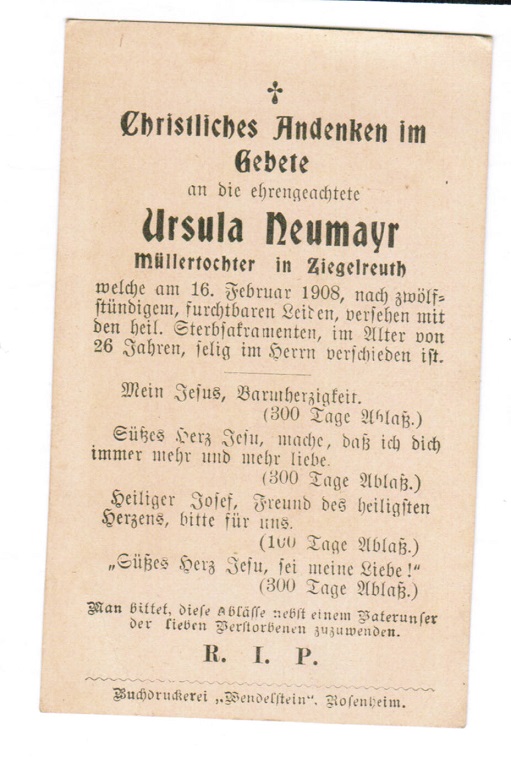 Christliches Andenken im
Gebete
an die ehrengeachtete
Ursula Neumayr
Müllertochter in Ziegelreuth
welche am 16. Februar 1908, nach zwölf-
stündigem, furchtbaren Leiden, versehen mit
den heil. Sterbsakramenten, im Alter von
26 Jahren, selig im Herrn verschieden ist.
Mein Jesus, Barmherzigkeit.
(300 Tage Ablaß.)
Süßes Herz Jesu, mache, daß ich dich
immer mehr und mehr liebe.
(300 Tage Ablaß.)
Heiliger Josef, Freund des heiligsten
Herzens, bitte für uns.
(100 Tage Ablaß.)
„Süßes Herz Jesu, sei meine Liebe!“
(300 Tage Ablaß.)
Man bittet, diese Ablässe nebst einem Vaterunser
der lieben Verstorbenen zuzuwenden.
R. I. P.
Buchdruckerei „Wendelstein“. Rosenheim.